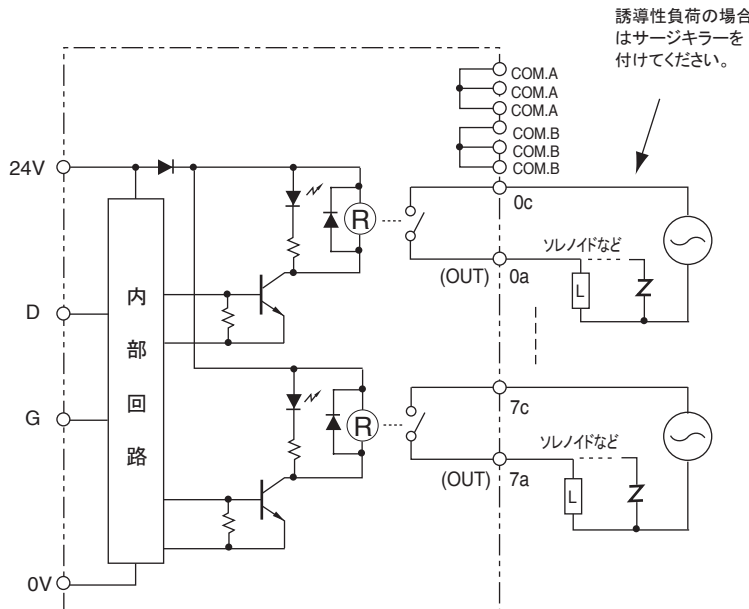 誘導性負荷の場合
はサージキラーを
付けてください。
COM.A
COM.A
COM.A
COM.B
COM.B
COM.B
24V
R
0c
ソレノイドなど
(OUT) 0a
L
D
内
部
回
路
G
R
7c
ソレノイドなど
(OUT) 7a
L
0V